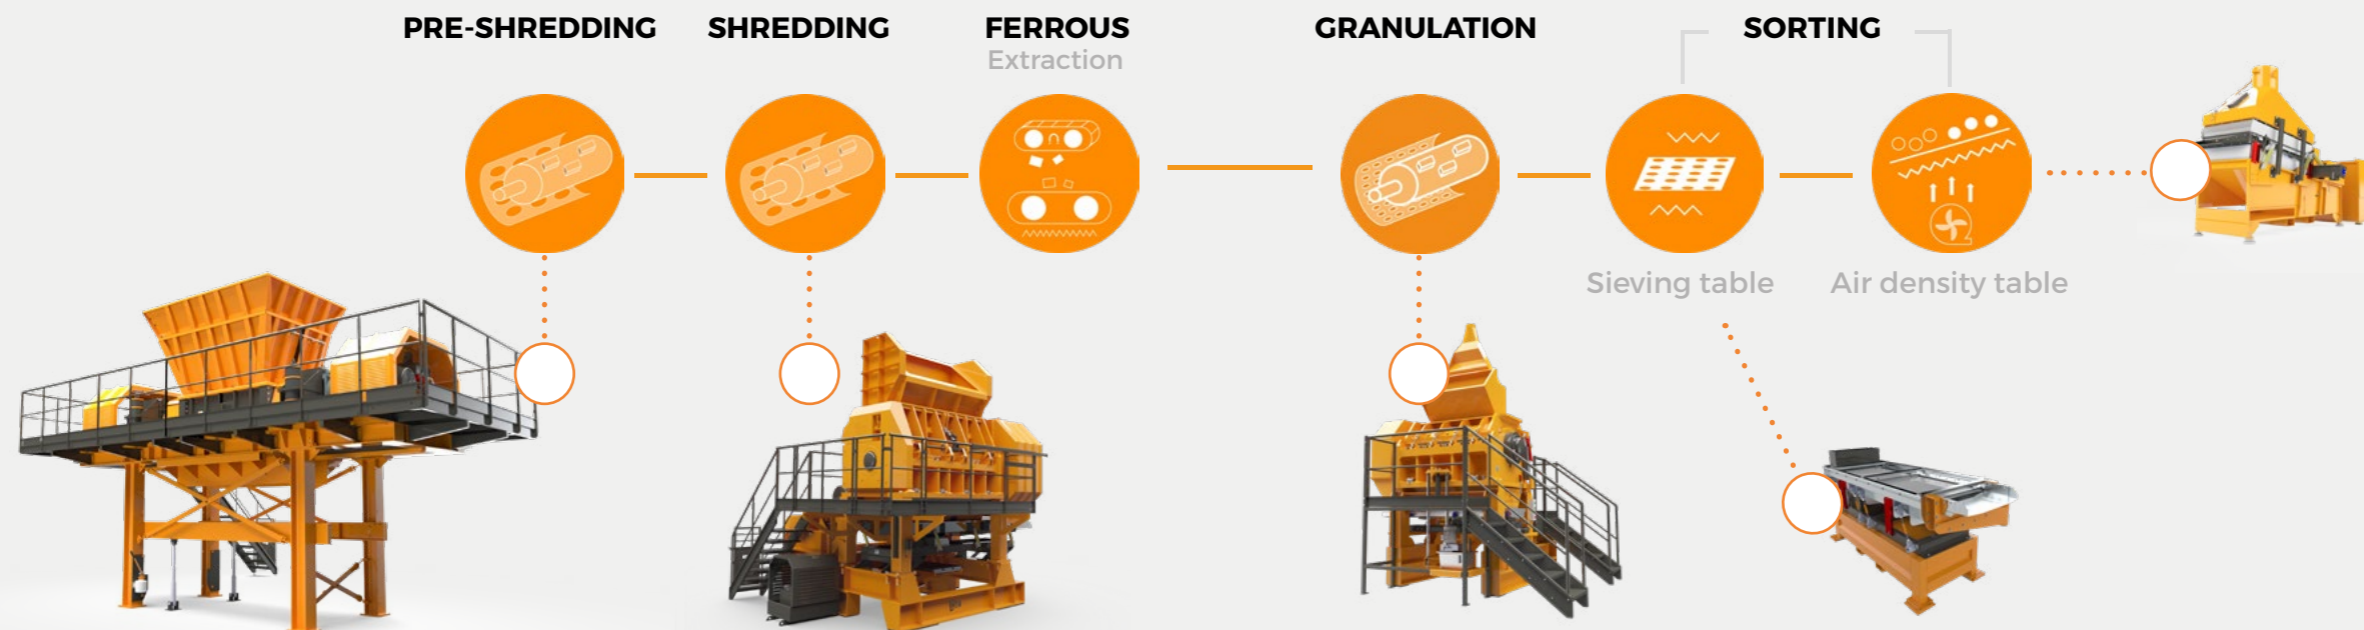 PRE-SHREDDING
SHREDDING
FERROUS
Extraction
GRANULATION
SORTING
Sieving table
Air density table